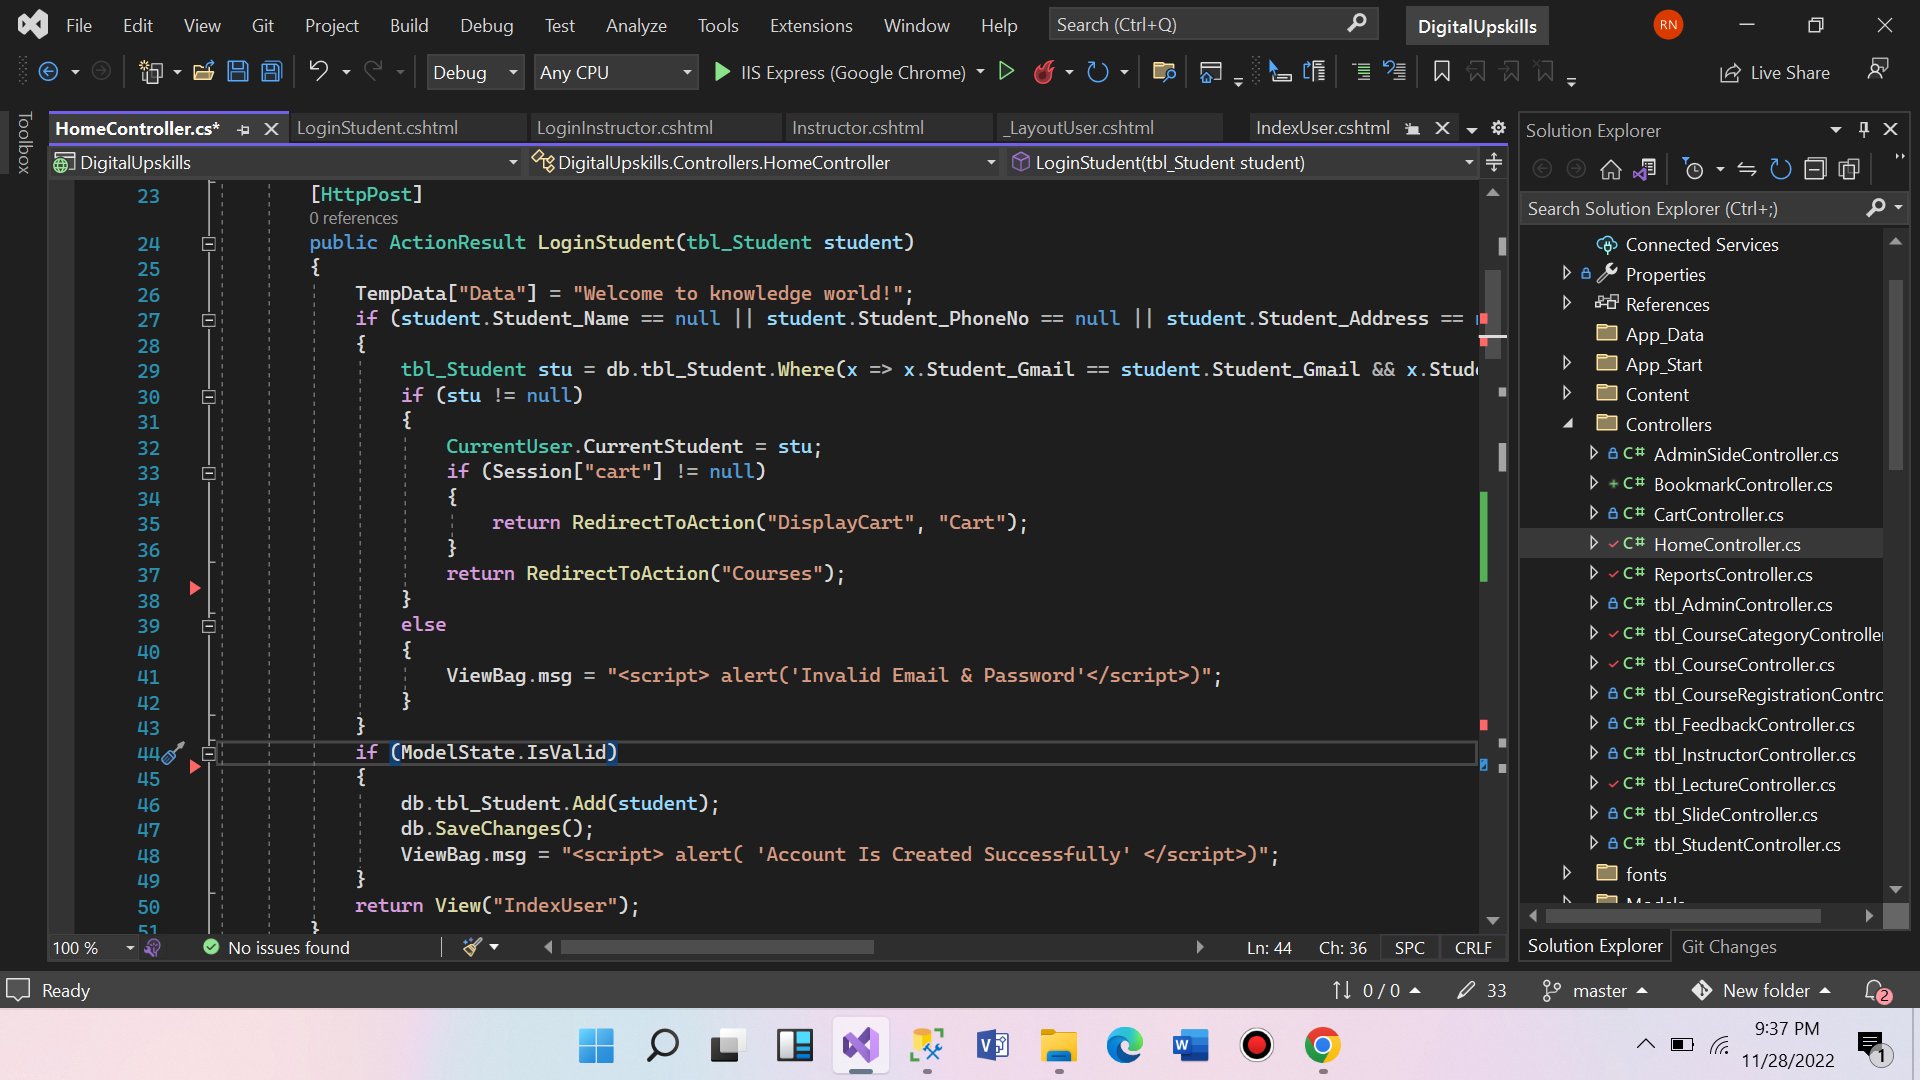 File Edit View Git Project Build Debug Test Analyze Tools Extensions Window Help Search (Ctrl+Q) DigitalUpskills RN
Debug Any CPU IIS Express (Google Chrome) Live Share
Toolbox
HomeController.cs* LoginStudent.cshtml LoginInstructor.cshtml Instructor.cshtml _LayoutUser.cshtml IndexUser.cshtml
DigitalUpskills DigitalUpskills.Controllers.HomeController LoginStudent(tbl_Student student)
23 [HttpPost]
0 references
24 public ActionResult LoginStudent(tbl_Student student)
25 {
26 TempData["Data"] = "Welcome to knowledge world!";
27 if (student.Student_Name == null || student.Student_PhoneNo == null || student.Student_Address ==
28 {
29 tbl_Student stu = db.tbl_Student.Where(x => x.Student_Gmail == student.Student_Gmail && x.Stud
30 if (stu != null)
31 {
32 CurrentUser.CurrentStudent = stu;
33 if (Session["cart"] != null)
34 {
35 return RedirectToAction("DisplayCart", "Cart");
36 }
37 return RedirectToAction("Courses");
38 }
39 else
40 {
41 ViewBag.msg = "<script> alert('Invalid Email & Password'</script>)";
42 }
43 }
44 if (ModelState.IsValid)
45 {
46 db.tbl_Student.Add(student);
47 db.SaveChanges();
48 ViewBag.msg = "<script> alert( 'Account Is Created Successfully' </script>)";
49 }
50 return View("IndexUser");
51 }
100 % No issues found Ln: 44 Ch: 36 SPC CRLF
Solution Explorer
Search Solution Explorer (Ctrl+;)
Connected Services
Properties
References
App_Data
App_Start
Content
Controllers
C# AdminSideController.cs
C# BookmarkController.cs
C# CartController.cs
C# HomeController.cs
C# ReportsController.cs
C# tbl_AdminController.cs
C# tbl_CourseCategoryController
C# tbl_CourseController.cs
C# tbl_CourseRegistrationContro
C# tbl_FeedbackController.cs
C# tbl_InstructorController.cs
C# tbl_LectureController.cs
C# tbl_SlideController.cs
C# tbl_StudentController.cs
fonts
Models
Solution Explorer Git Changes
Ready 0 / 0 33 master New folder 2
9:37 PM
11/28/2022
1